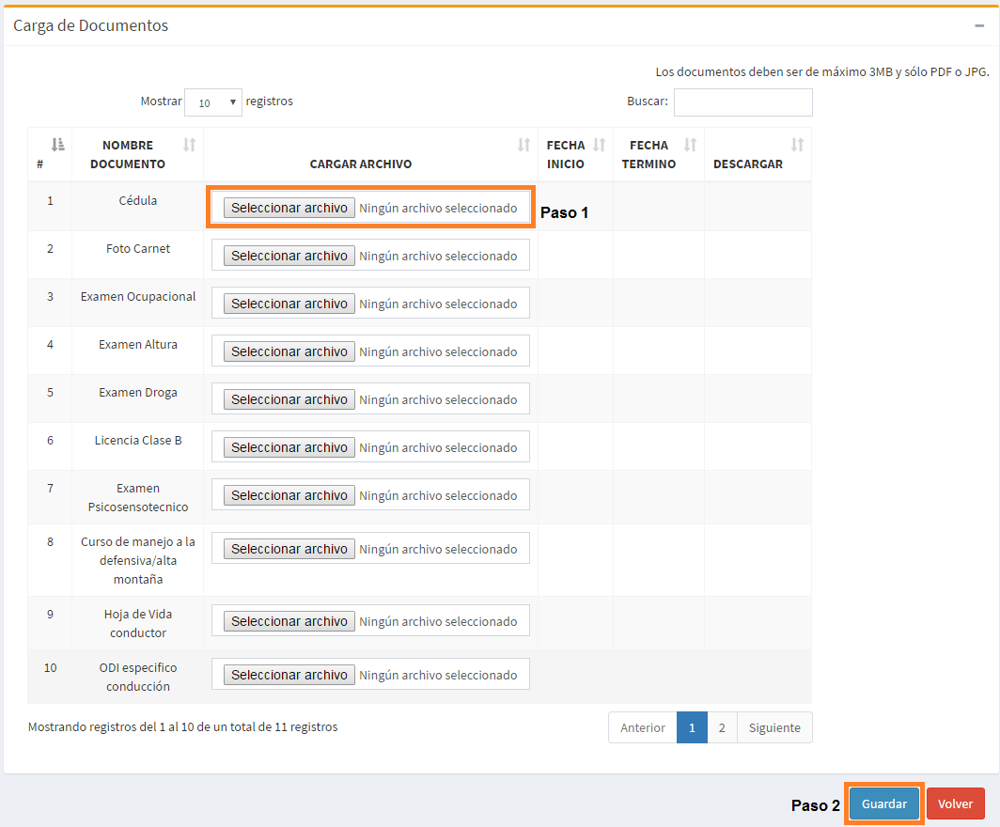 Carga de Documentos
Los documentos deben ser de máximo 3MB y sólo PDF o JPG.
Mostrar 10 registros Buscar:
# NOMBRE DOCUMENTO CARGAR ARCHIVO FECHA INICIO FECHA TERMINO DESCARGAR
1 Cédula Seleccionar archivo Ningún archivo seleccionado Paso 1
2 Foto Carnet Seleccionar archivo Ningún archivo seleccionado
3 Examen Ocupacional Seleccionar archivo Ningún archivo seleccionado
4 Examen Altura Seleccionar archivo Ningún archivo seleccionado
5 Examen Droga Seleccionar archivo Ningún archivo seleccionado
6 Licencia Clase B Seleccionar archivo Ningún archivo seleccionado
7 Examen Psicosensotecnico Seleccionar archivo Ningún archivo seleccionado
8 Curso de manejo a la defensiva/alta montaña Seleccionar archivo Ningún archivo seleccionado
9 Hoja de Vida conductor Seleccionar archivo Ningún archivo seleccionado
10 ODI especifico conducción Seleccionar archivo Ningún archivo seleccionado
Mostrando registros del 1 al 10 de un total de 11 registros Anterior 1 2 Siguiente
Paso 2 Guardar Volver